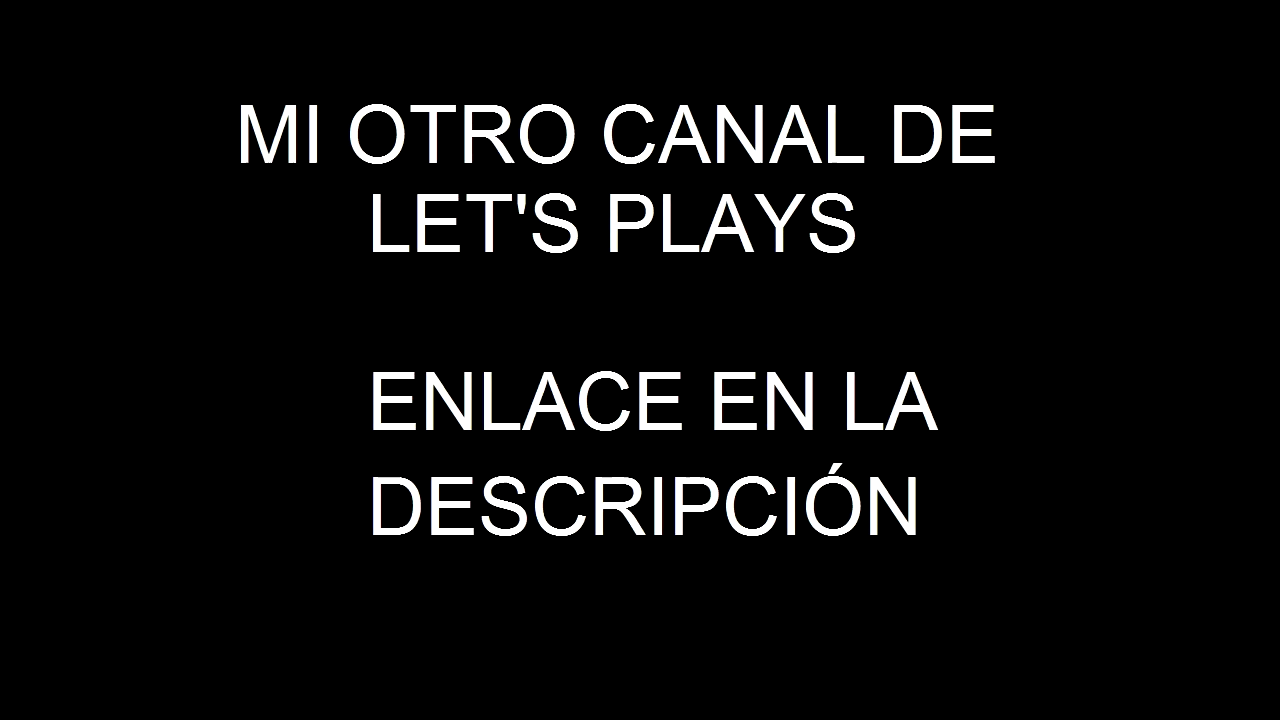 MI OTRO CANAL DE
LET'S PLAYS
ENLACE EN LA
DESCRIPCIÓN